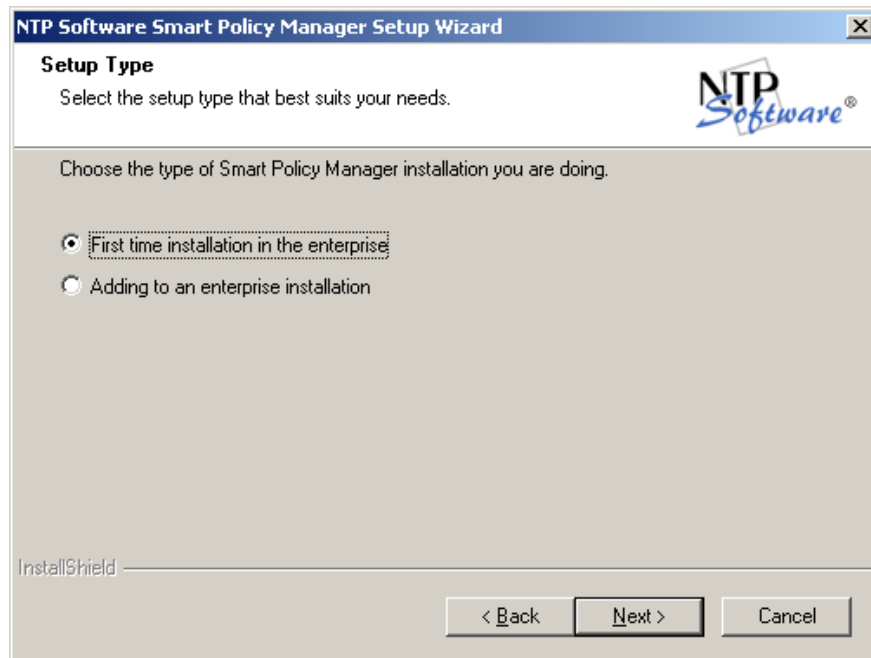 NTP Software Smart Policy Manager Setup Wizard
Setup Type
Select the setup type that best suits your needs.
NTP
Software®
Choose the type of Smart Policy Manager installation you are doing.
First time installation in the enterprise
Adding to an enterprise installation
InstallShield
< Back Next > Cancel